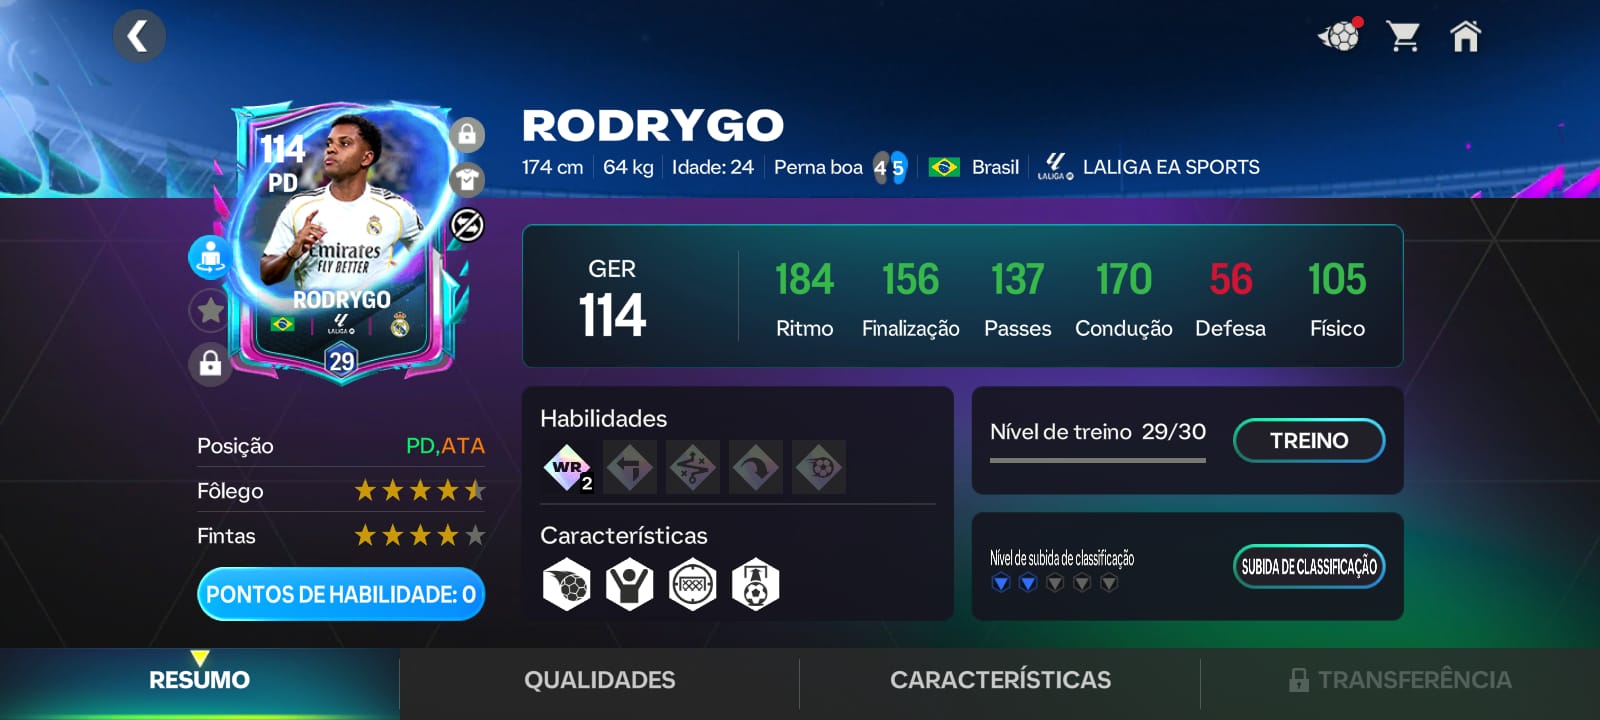 RODRYGO
174 cm 64 kg Idade: 24 Perna boa 4 5 Brasil LALIGA LALIGA EA SPORTS
114
PD
Emirates
FLY BETTER
RODRYGO
LALIGA
29
GER
114
184 156 137 170 56 105
Ritmo Finalização Passes Condução Defesa Físico
Posição PD,ATA
Fôlego
Fintas
PONTOS DE HABILIDADE: 0
Habilidades
WR 2
Características
Nível de treino 29/30
TREINO
Nível de subida de classificação
SUBIDA DE CLASSIFICAÇÃO
RESUMO QUALIDADES CARACTERÍSTICAS TRANSFERÊNCIA